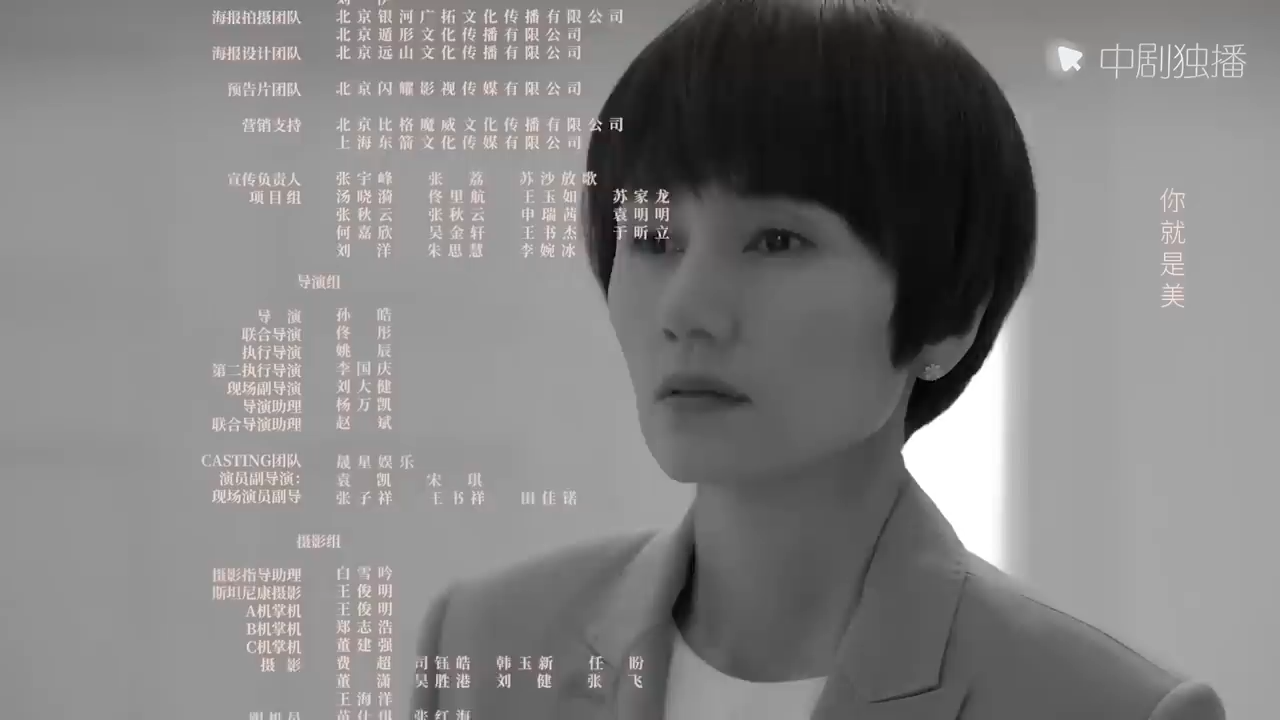 海报拍摄团队 北京银河广拓文化传播有限公司
北京遁形文化传播有限公司
海报设计团队 北京远山文化传播有限公司
预告片团队 北京闪耀影视传媒有限公司
营销支持 北京比格魔威文化传播有限公司
上海东箭文化传媒有限公司
宣传负责人 张宇峰 张荔 苏沙放歌
项目组 汤晓漪 佟里航 王玉如 苏家龙
张秋云 张秋云 申瑞茜 袁明明
何嘉欣 吴金轩 王书杰 于昕立
刘洋 朱思慧 李婉冰
导演组
导演 孙皓
联合导演 佟彤
执行导演 姚辰
第二执行导演 李国庆
现场副导演 刘大健
导演助理 杨万凯
联合导演助理 赵斌
CASTING团队 晟星娱乐
演员副导演: 袁凯 宋琪
现场演员副导 张子祥 王书祥 田佳诺
摄影组
摄影指导助理 白雪吟
斯坦尼康摄影 王俊明
A机掌机 王俊明
B机掌机 郑志浩
C机掌机 董建强
摄影 费超 司钰皓 韩玉新 任盼
董潇 吴胜港 刘健 张飞
王海洋
中剧独播
你就是美